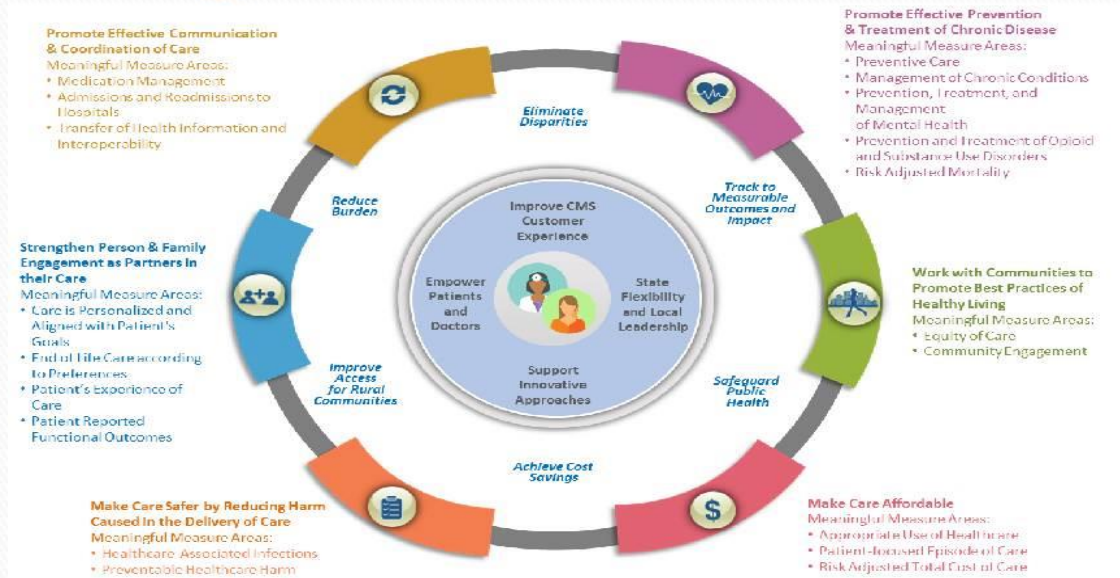 Promote Effective Communication
& Coordination of Care
Meaningful Measure Areas:
• Medication Management
• Admissions and Readmissions to
Hospitals
• Transfer of Health Information and
Interoperability
Promote Effective Prevention
& Treatment of Chronic Disease
Meaningful Measure Areas:
• Preventive Care
• Management of Chronic Conditions
• Prevention, Treatment, and
Management
of Mental Health
• Prevention and Treatment of Opioid
and Substance Use Disorders
• Risk Adjusted Mortality
Eliminate
Disparities
Reduce
Burden
Track to
Measurable
Outcomes and
Impact
Improve CMS
Customer
Experience
Empower
Patients
and
Doctors
State
Flexibility
and Local
Leadership
Support
Innovative
Approaches
Strengthen Person & Family
Engagement as Partners in
their Care
Meaningful Measure Areas:
• Care is Personalized and
Aligned with Patient's
Goals
• End of Life Care according
to Preferences
• Patient's Experience of
Care
• Patient Reported
Functional Outcomes
Work with Communities to
Promote Best Practices of
Healthy Living
Meaningful Measure Areas:
• Equity of Care
• Community Engagement
Improve
Access
for Rural
Communities
Safeguard
Public
Health
Achieve Cost
Savings
Make Care Safer by Reducing Harm
Caused in the Delivery of Care
Meaningful Measure Areas:
• Healthcare-Associated Infections
• Preventable Healthcare Harm
$
Make Care Affordable
Meaningful Measure Areas:
• Appropriate Use of Healthcare
• Patient-focused Episode of Care
• Risk Adjusted Total Cost of Care